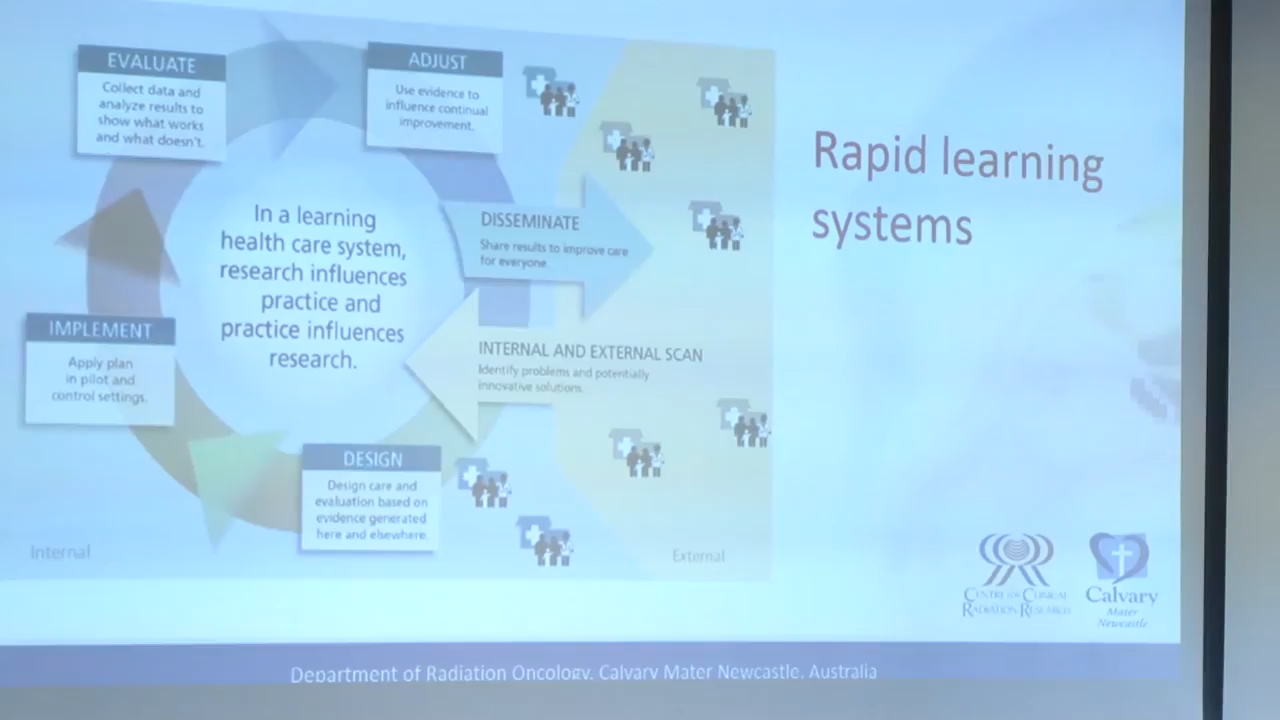 EVALUATE
Collect data and
analyze results to
show what works
and what doesn't.
ADJUST
Use evidence to
influence continual
improvement.
Rapid learning
systems
In a learning
health care system,
research influences
practice and
practice influences
research.
DISSEMINATE
Share results to improve care
for everyone.
IMPLEMENT
Apply plan
in pilot and
control settings.
INTERNAL AND EXTERNAL SCAN
Identify problems and potentially
innovative solutions.
DESIGN
Design care and
evaluation based on
evidence generated
here and elsewhere.
Internal
External
CENTRE FOR CLINICAL
RADIATION RESEARCH
Calvary
Mater
Newcastle
Department of Radiation Oncology, Calvary Mater Newcastle, Australia